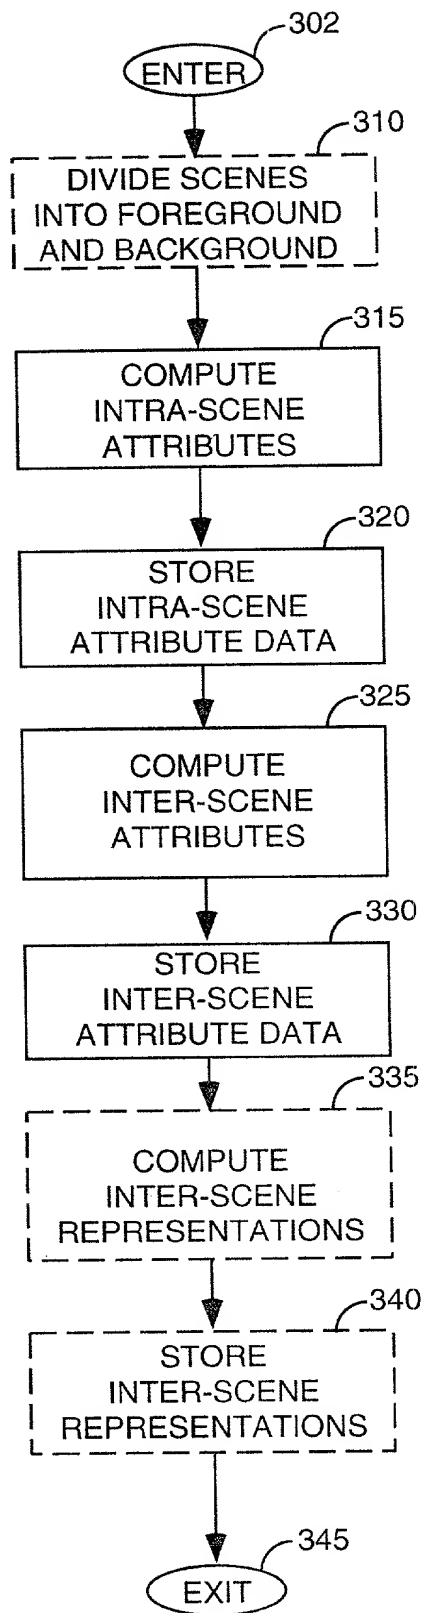 302
ENTER
310
DIVIDE SCENES
INTO FOREGROUND
AND BACKGROUND
315
COMPUTE
INTRA-SCENE
ATTRIBUTES
320
STORE
INTRA-SCENE
ATTRIBUTE DATA
325
COMPUTE
INTER-SCENE
ATTRIBUTES
330
STORE
INTER-SCENE
ATTRIBUTE DATA
335
COMPUTE
INTER-SCENE
REPRESENTATIONS
340
STORE
INTER-SCENE
REPRESENTATIONS
345
EXIT